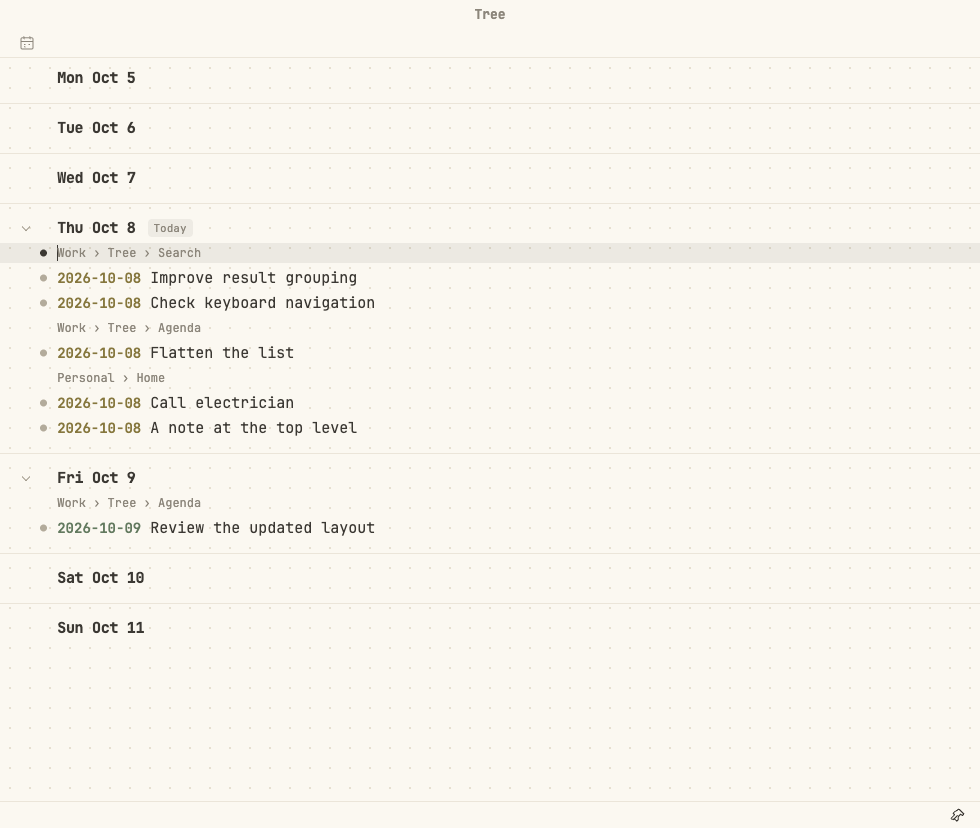 Tree
Mon Oct 5
Tue Oct 6
Wed Oct 7
Thu Oct 8 Today
Work › Tree › Search
2026-10-08 Improve result grouping
2026-10-08 Check keyboard navigation
Work › Tree › Agenda
2026-10-08 Flatten the list
Personal › Home
2026-10-08 Call electrician
2026-10-08 A note at the top level
Fri Oct 9
Work › Tree › Agenda
2026-10-09 Review the updated layout
Sat Oct 10
Sun Oct 11